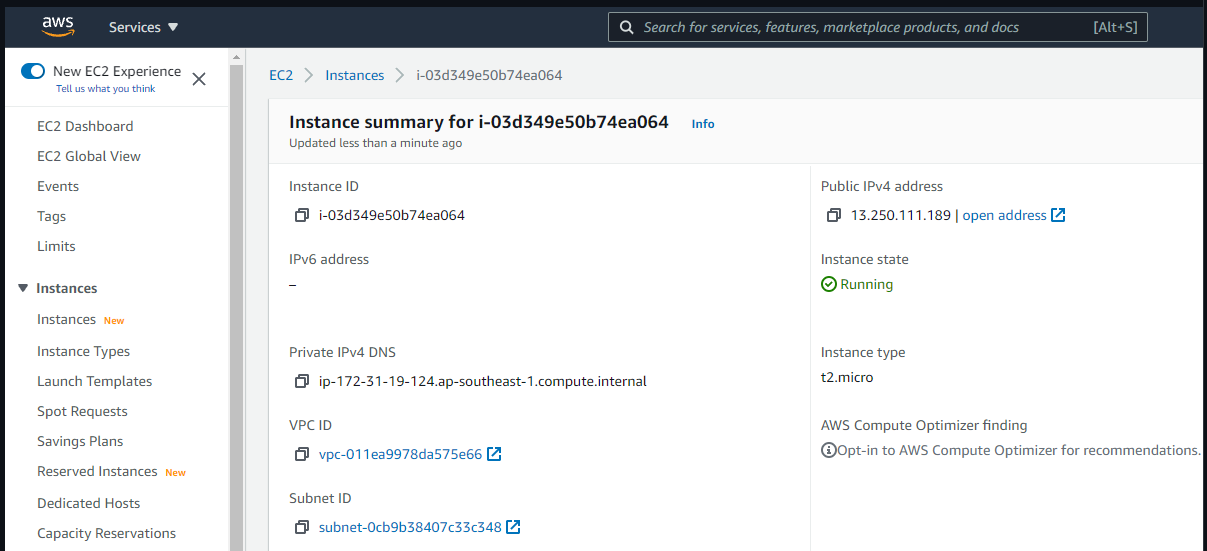 aws
Services
Search for services, features, marketplace products, and docs [Alt+S]
New EC2 Experience
Tell us what you think
EC2 Dashboard
EC2 Global View
Events
Tags
Limits
Instances
Instances New
Instance Types
Launch Templates
Spot Requests
Savings Plans
Reserved Instances New
Dedicated Hosts
Capacity Reservations
EC2 > Instances > i-03d349e50b74ea064
Instance summary for i-03d349e50b74ea064 Info
Updated less than a minute ago
Instance ID
i-03d349e50b74ea064
IPv6 address
–
Private IPv4 DNS
ip-172-31-19-124.ap-southeast-1.compute.internal
VPC ID
vpc-011ea9978da575e66
Subnet ID
subnet-0cb9b38407c33c348
Public IPv4 address
13.250.111.189 | open address
Instance state
Running
Instance type
t2.micro
AWS Compute Optimizer finding
Opt-in to AWS Compute Optimizer for recommendations.